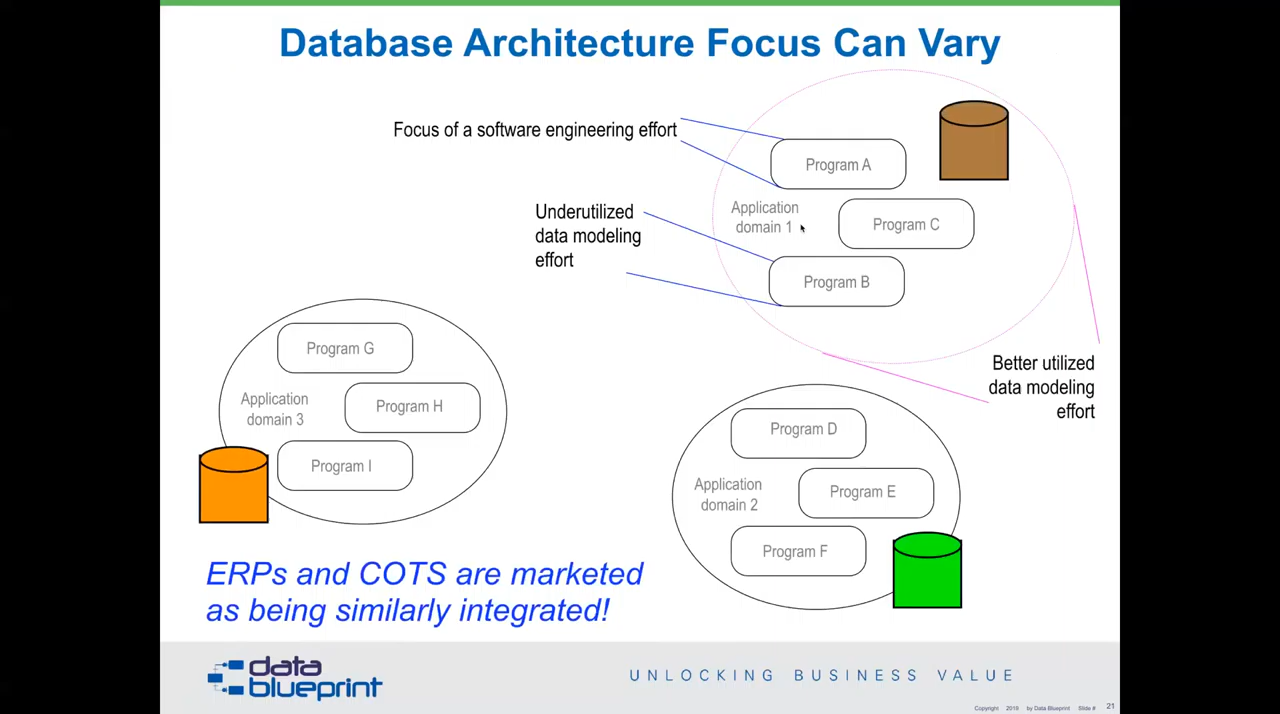 Database Architecture Focus Can Vary
Focus of a software engineering effort
Program A
Underutilized
data modeling
effort
Application
domain 1
Program C
Program B
Better utilized
data modeling
effort
Program G
Application
domain 3
Program H
Program I
Program D
Application
domain 2
Program E
Program F
ERPs and COTS are marketed
as being similarly integrated!
data
blueprint
UNLOCKING BUSINESS VALUE
Copyright 2019 by Data Blueprint Slide # 21